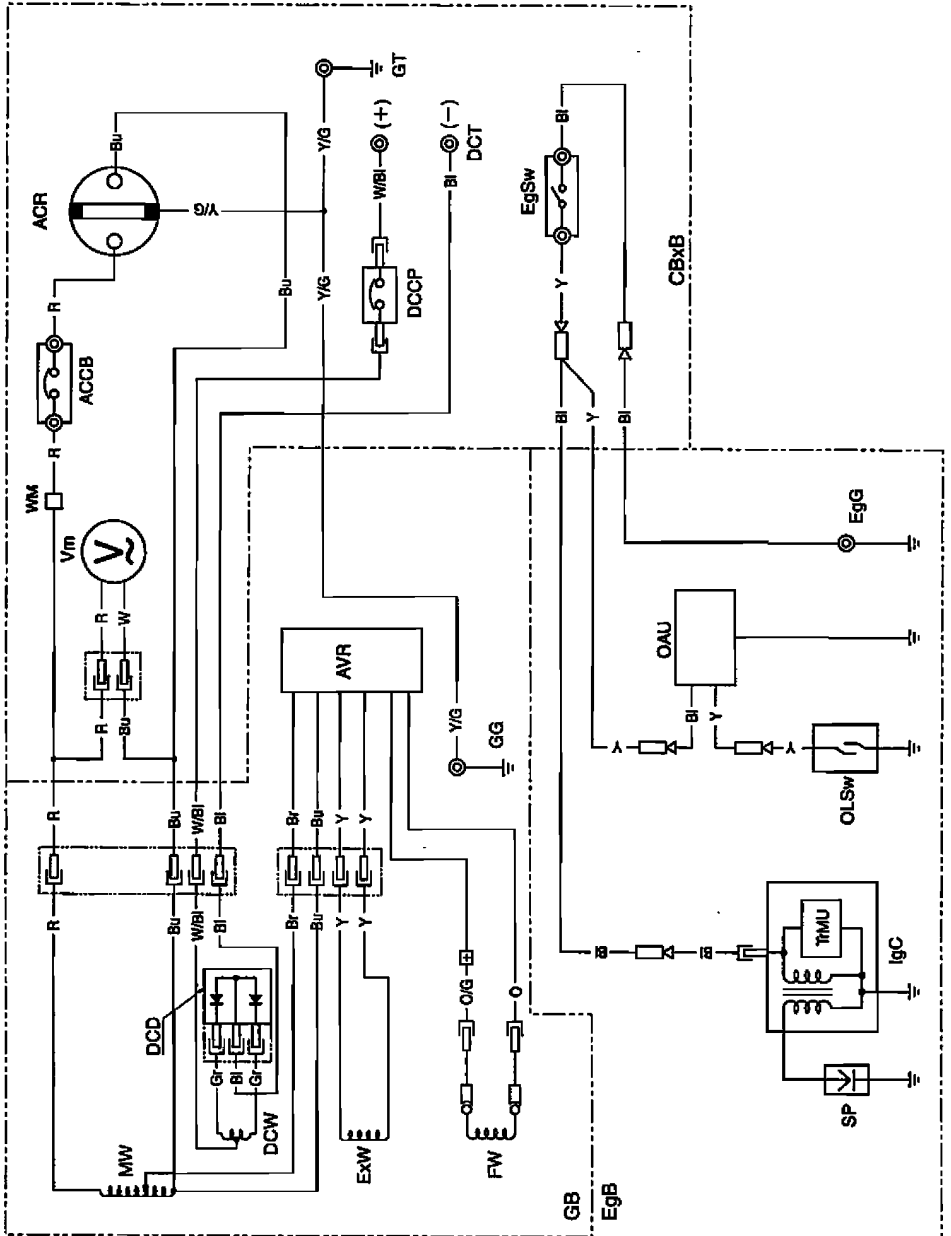 R
R
WM
R
ACCB
R
ACR
Vm
V
R
R
Bu
Bu
W
MW
DCD
Bu
Bu
W/Bl
W/Bl
Y/G
Gr
Bl
Bl
Bl
Gr
DCW
Bu
Br
Br
Bu
Bu
AVR
Y/G
Y/G
Y
Y
ExW
Y
Y
W/Bl
(+)
GT
DCCP
Bl
(−)
DCT
Y/G
O/G
+
GG
FW
O
EgSw
Bl
Y
GB
EgB
Bl
Y
Bl
CBxB
Bl
Bl
Y
Bl
OAU
Y
Y
EgG
OLSw
TrMU
IgC
SP